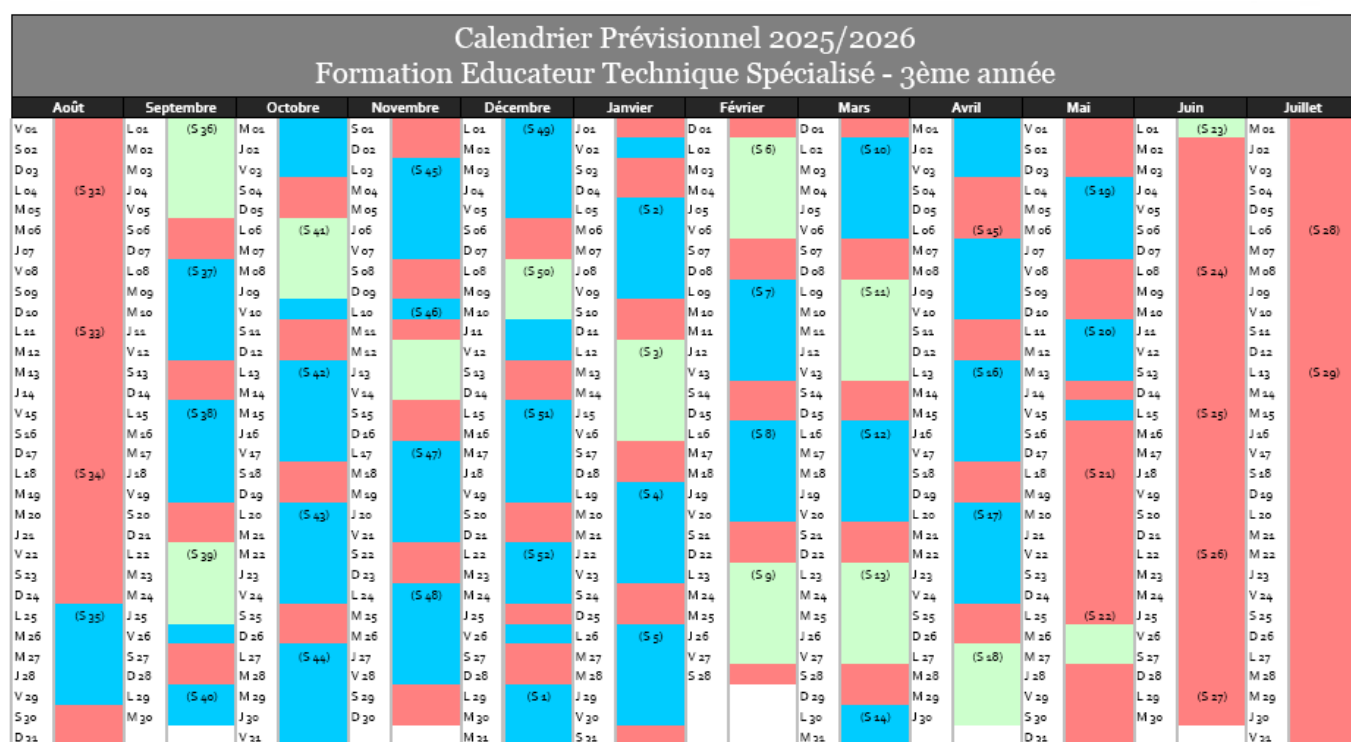 Calendrier Prévisionnel 2025/2026
Formation Educateur Technique Spécialisé - 3ème année
Août Septembre Octobre Novembre Décembre Janvier Février Mars Avril Mai Juin Juillet
V 01 L 01 (S 36) M 01 S 01 L 01 (S 49) J 01 D 01 D 01 M 01 V 01 L 01 (S 23) M 01
S 02 M 02 J 02 D 02 M 02 V 02 L 02 (S 6) L 02 (S 10) J 02 S 02 M 02 J 02
D 03 M 03 V 03 L 03 (S 45) M 03 S 03 M 03 M 03 V 03 D 03 M 03 V 03
L 04 (S 32) J 04 S 04 M 04 J 04 D 04 M 04 M 04 S 04 L 04 (S 19) J 04 S 04
M 05 V 05 D 05 M 05 V 05 L 05 (S 2) J 05 J 05 D 05 M 05 V 05 D 05
M 06 S 06 L 06 (S 41) J 06 S 06 M 06 V 06 V 06 L 06 (S 15) M 06 S 06 L 06 (S 28)
J 07 D 07 M 07 V 07 D 07 M 07 S 07 S 07 M 07 J 07 D 07 M 07
V 08 L 08 (S 37) M 08 S 08 L 08 (S 50) J 08 D 08 D 08 M 08 V 08 L 08 (S 24) M 08
S 09 M 09 J 09 D 09 M 09 V 09 L 09 (S 7) L 09 (S 11) J 09 S 09 M 09 J 09
D 10 M 10 V 10 L 10 (S 46) M 10 S 10 M 10 M 10 V 10 D 10 M 10 V 10
L 11 (S 33) J 11 S 11 M 11 J 11 D 11 M 11 M 11 S 11 L 11 (S 20) J 11 S 11
M 12 V 12 D 12 M 12 V 12 L 12 (S 3) J 12 J 12 D 12 M 12 V 12 D 12
M 13 S 13 L 13 (S 42) J 13 S 13 M 13 V 13 V 13 L 13 (S 16) M 13 S 13 L 13 (S 29)
J 14 D 14 M 14 V 14 D 14 M 14 S 14 S 14 M 14 J 14 D 14 M 14
V 15 L 15 (S 38) M 15 S 15 L 15 (S 51) J 15 D 15 D 15 M 15 V 15 L 15 (S 25) M 15
S 16 M 16 J 16 D 16 M 16 V 16 L 16 (S 8) L 16 (S 12) J 16 S 16 M 16 J 16
D 17 M 17 V 17 L 17 (S 47) M 17 S 17 M 17 M 17 V 17 D 17 M 17 V 17
L 18 (S 34) J 18 S 18 M 18 J 18 D 18 M 18 M 18 S 18 L 18 (S 21) J 18 S 18
M 19 V 19 D 19 M 19 V 19 L 19 (S 4) J 19 J 19 D 19 M 19 V 19 D 19
M 20 S 20 L 20 (S 43) J 20 S 20 M 20 V 20 V 20 L 20 (S 17) M 20 S 20 L 20
J 21 D 21 M 21 V 21 D 21 M 21 S 21 S 21 M 21 J 21 D 21 M 21
V 22 L 22 (S 39) M 22 S 22 L 22 (S 52) J 22 D 22 D 22 M 22 V 22 L 22 (S 26) M 22
S 23 M 23 J 23 D 23 M 23 V 23 L 23 (S 9) L 23 (S 13) J 23 S 23 M 23 J 23
D 24 M 24 V 24 L 24 (S 48) M 24 S 24 M 24 M 24 V 24 D 24 M 24 V 24
L 25 (S 35) J 25 S 25 M 25 J 25 D 25 M 25 M 25 S 25 L 25 (S 22) J 25 S 25
M 26 V 26 D 26 M 26 V 26 L 26 (S 5) J 26 J 26 D 26 M 26 V 26 D 26
M 27 S 27 L 27 (S 44) J 27 S 27 M 27 V 27 V 27 L 27 (S 18) M 27 S 27 L 27
J 28 D 28 M 28 V 28 D 28 M 28 S 28 S 28 M 28 J 28 D 28 M 28
V 29 L 29 (S 40) M 29 S 29 L 29 (S 1) J 29 D 29 M 29 V 29 L 29 (S 27) M 29
S 30 M 30 J 30 D 30 M 30 V 30 L 30 (S 14) J 30 S 30 M 30 J 30
D 31 V 31 M 31 S 31 M 31 D 31 V 31